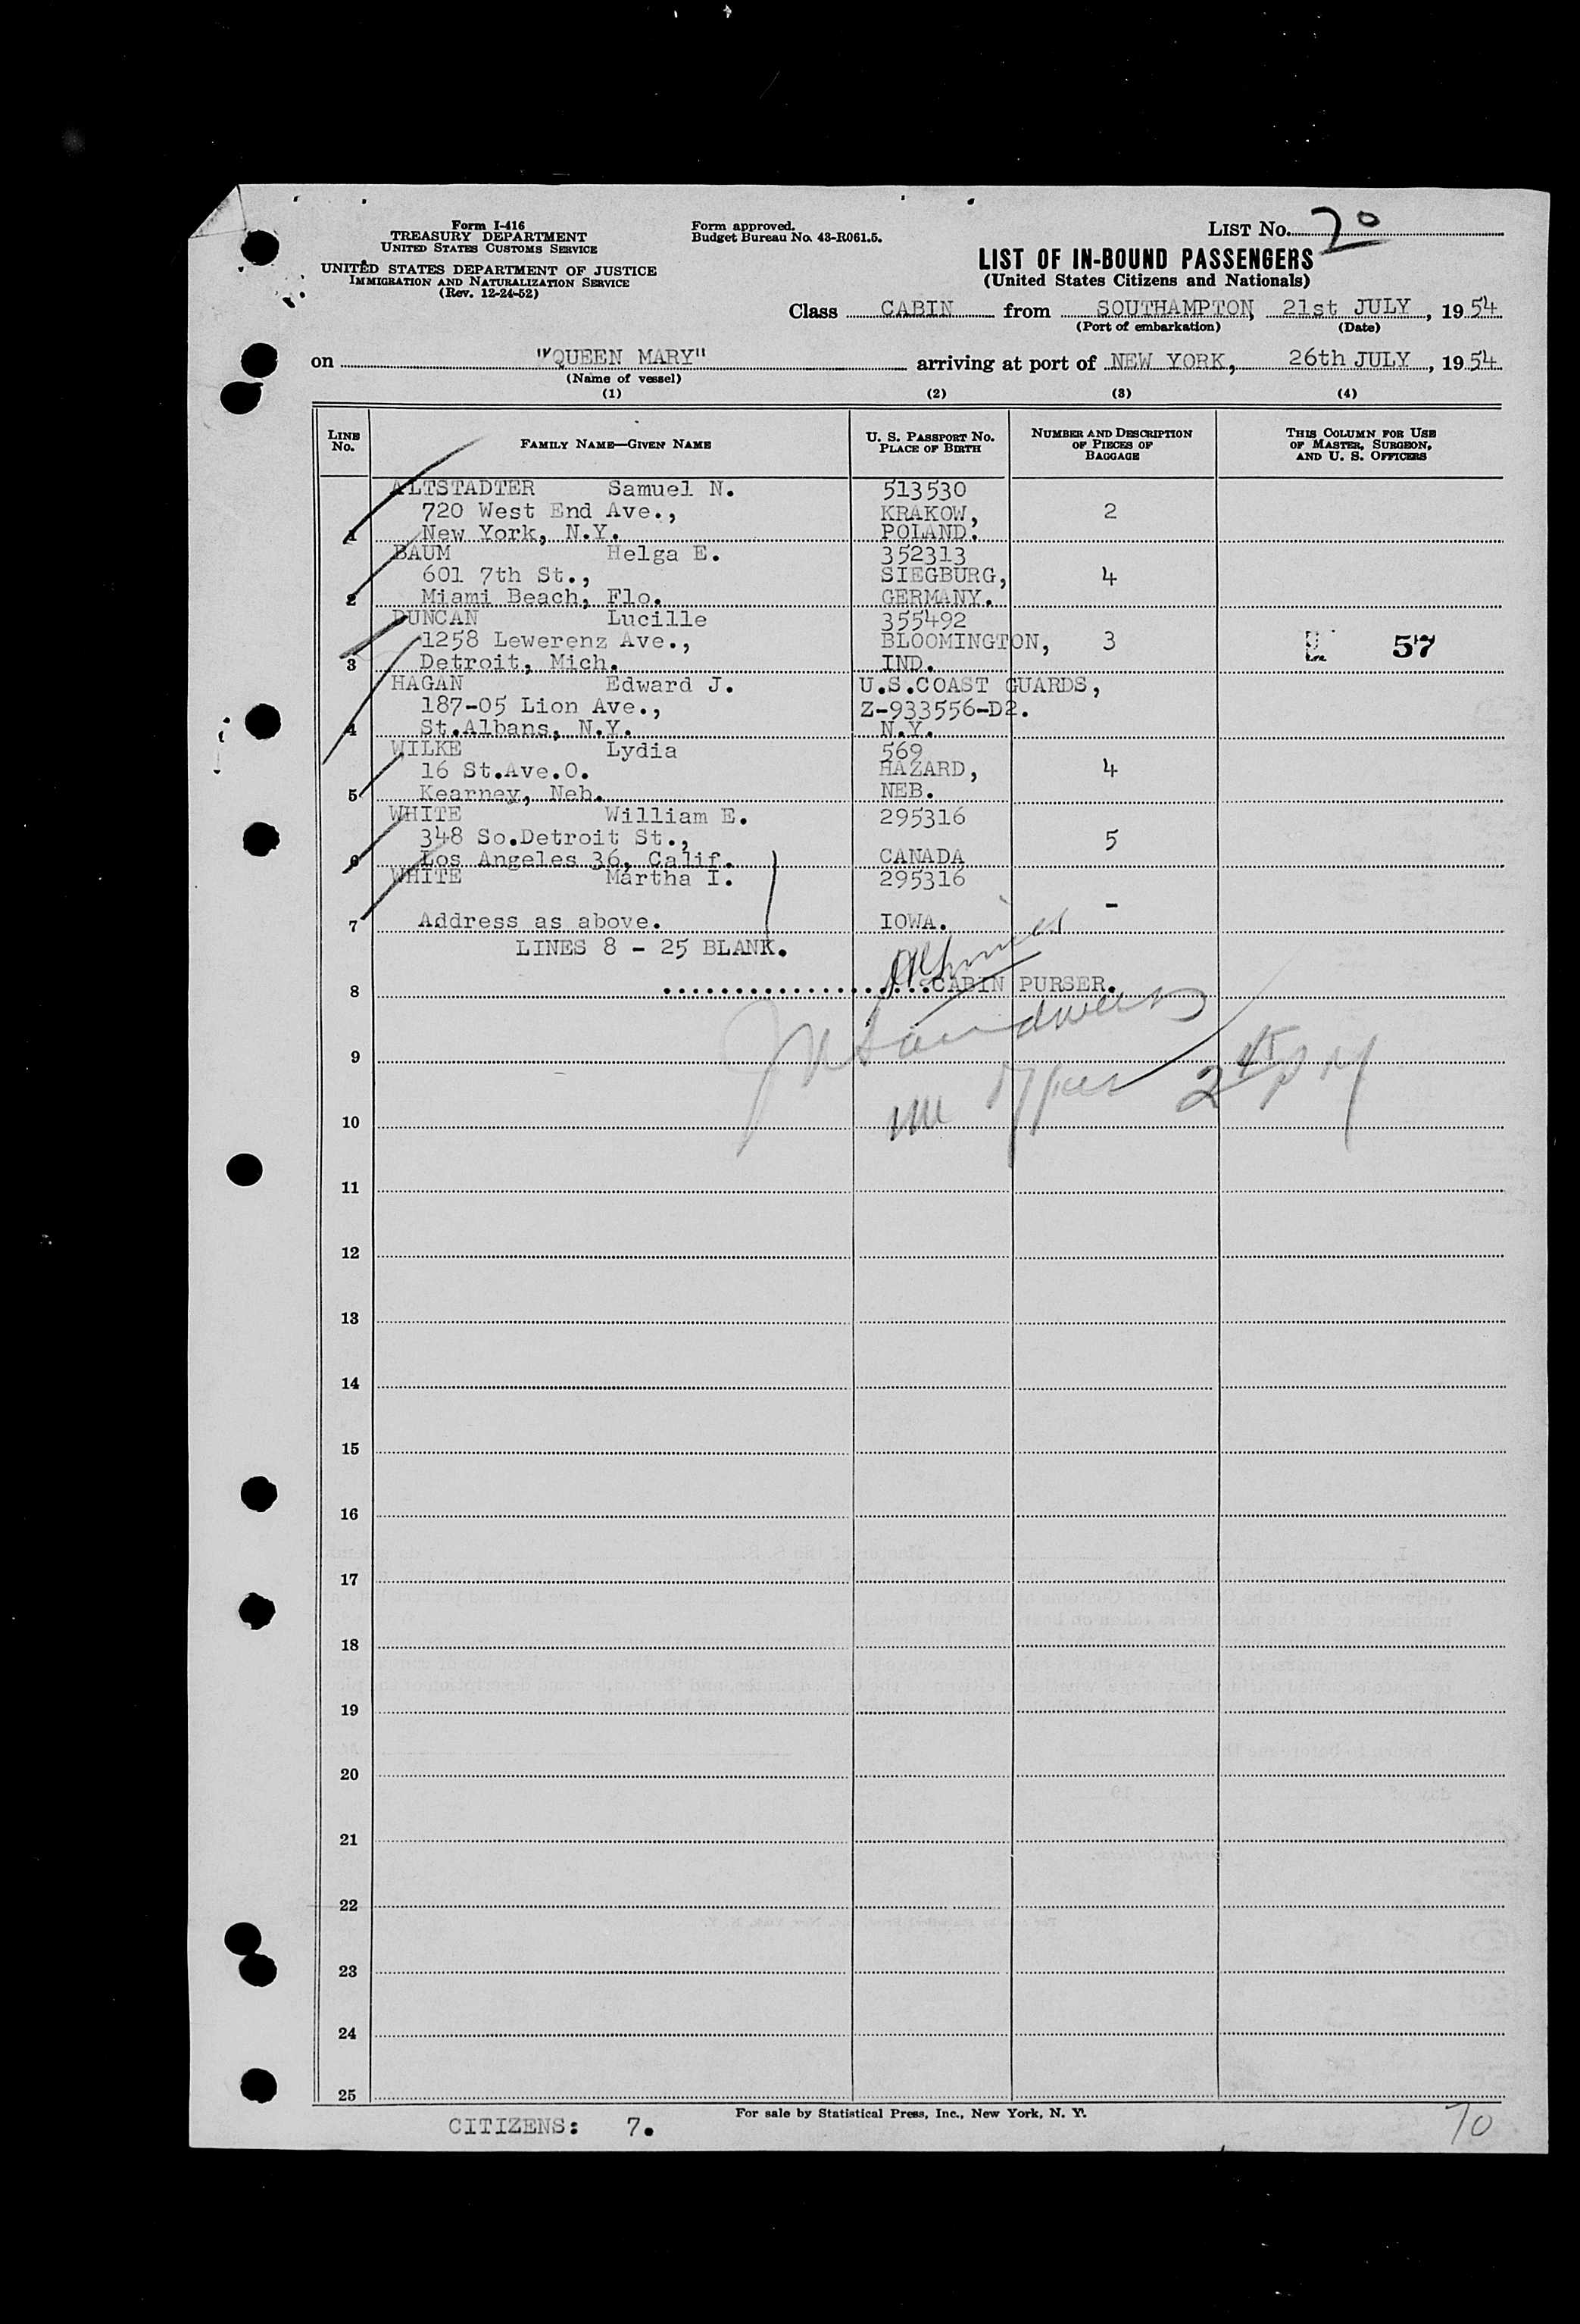 Form I-416
TREASURY DEPARTMENT
UNITED STATES CUSTOMS SERVICE
UNITED STATES DEPARTMENT OF JUSTICE
IMMIGRATION AND NATURALIZATION SERVICE
(Rev. 12-24-52)
Form approved.
Budget Bureau No. 43-R061.5.
LIST No. 20
LIST OF IN-BOUND PASSENGERS
(United States Citizens and Nationals)
Class CABIN from SOUTHAMPTON, 21st JULY, 1954
(Port of embarkation) (Date)
on "QUEEN MARY" arriving at port of NEW YORK, 26th JULY, 1954
(Name of vessel)
(1) (2) (3) (4)
LINE No. FAMILY NAME—GIVEN NAME U. S. PASSPORT No. PLACE OF BIRTH NUMBER AND DESCRIPTION OF PIECES OF BAGGAGE THIS COLUMN FOR USE OF MASTER, SURGEON, AND U. S. OFFICERS
ALTSTADTER Samuel N. 513530
720 West End Ave., KRAKOW, 2
1 New York, N.Y. POLAND.
BAUM Helga E. 352313
601 7th St., SIEGBURG, 4
2 Miami Beach, Flo. GERMANY.
DUNCAN Lucille 355492
1258 Lewerenz Ave., BLOOMINGTON, 3 57
3 Detroit, Mich. IND.
HAGAN Edward J. U.S.COAST GUARDS,
187-05 Lion Ave., Z-933556-D2.
4 St.Albans, N.Y. N.Y.
WILKE Lydia 569
16 St.Ave.O. HAZARD, 4
5 Kearney, Neb. NEB.
WHITE William E. 295316
348 So.Detroit St., 5
6 Los Angeles 36, Calif. CANADA
WHITE Martha I. 295316
-
7 Address as above. IOWA.
LINES 8 - 25 BLANK.
8 CABIN PURSER.
9
2 45 PM
10
11
12
13
14
15
16
17
18
19
20
21
22
23
24
25
For sale by Statistical Press, Inc., New York, N. Y.
CITIZENS: 7.
70